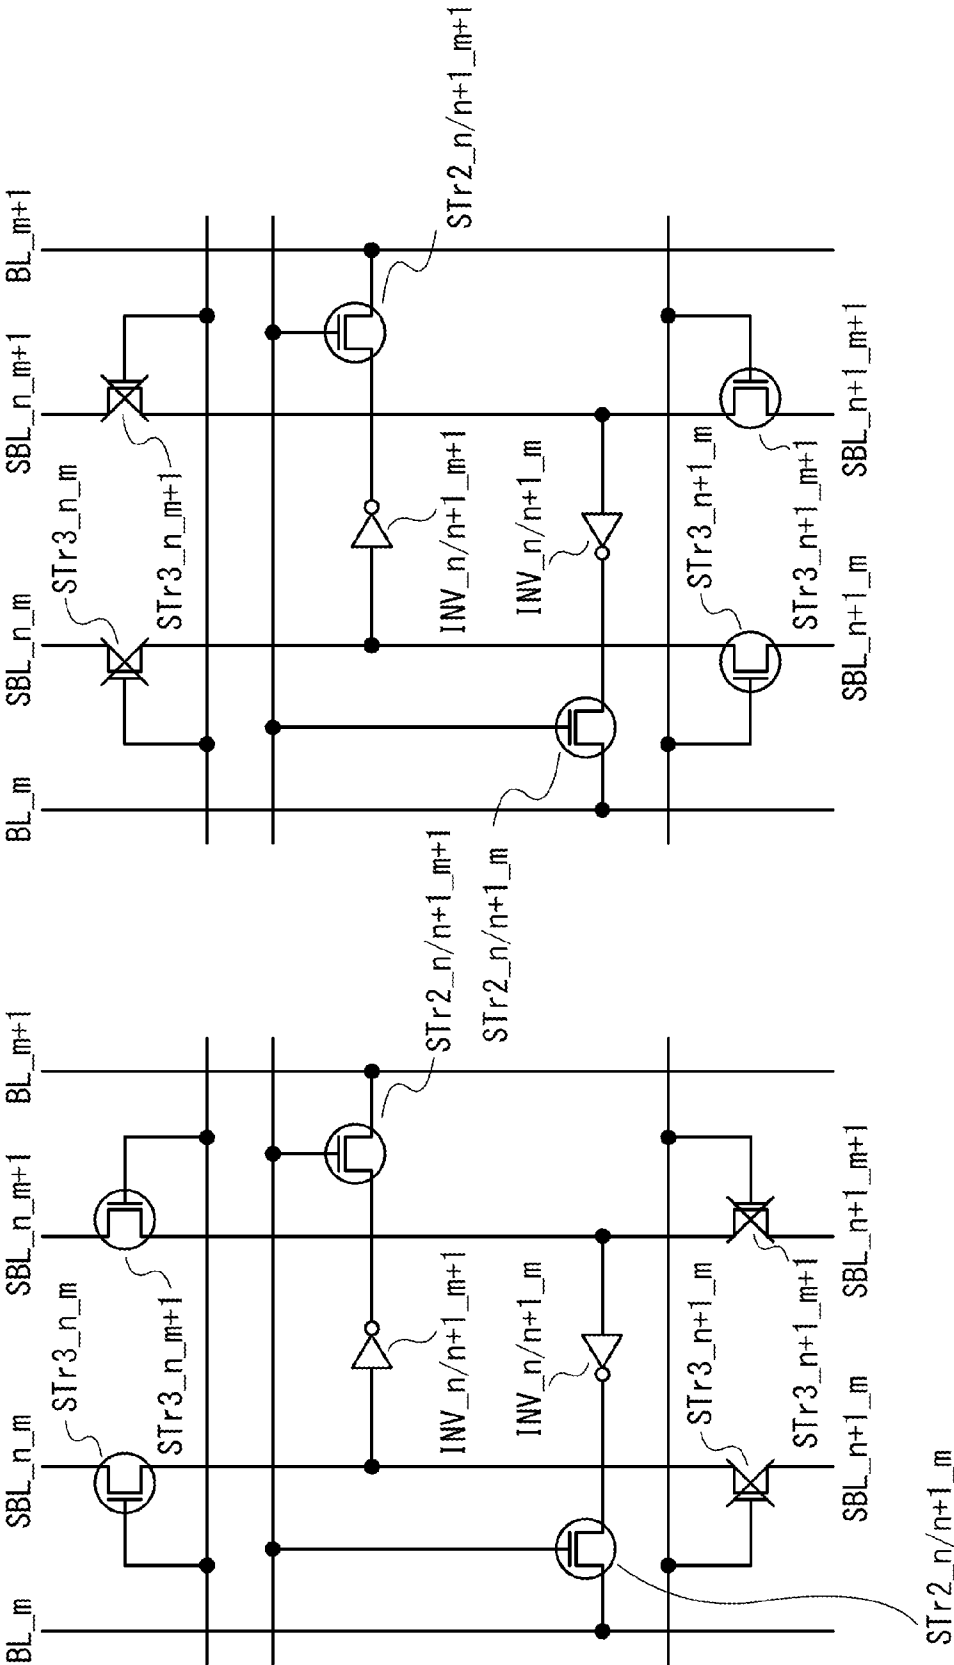 BL_m
SBL_n_m
SBL_n_m+1
BL_m+1
STr3_n_m
STr3_n_m+1
INV_n/n+1_m+1
INV_n/n+1_m
STr2_n/n+1_m+1
STr3_n+1_m
STr3_n+1_m+1
SBL_n+1_m
SBL_n+1_m+1
STr2_n/n+1_m
BL_m
SBL_n_m
SBL_n_m+1
BL_m+1
STr3_n_m
STr3_n_m+1
STr2_n/n+1_m+1
INV_n/n+1_m+1
INV_n/n+1_m
STr2_n/n+1_m
STr3_n+1_m
STr3_n+1_m+1
SBL_n+1_m
SBL_n+1_m+1